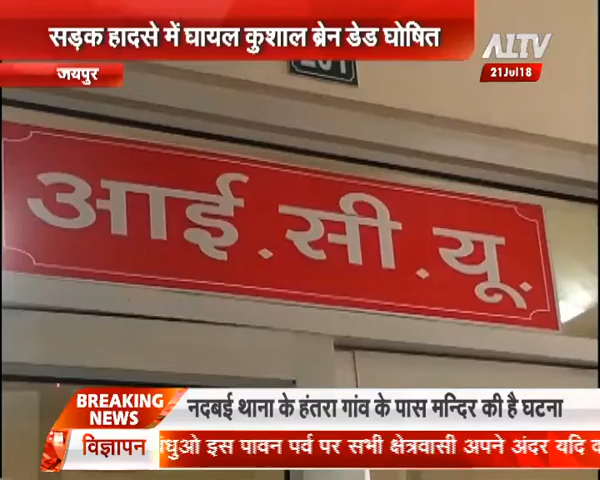 सड़क हादसे में घायल कुशाल ब्रेन डेड घोषित
AITV
जयपुर
21Jul18
आई.सी.यू.
BREAKING
NEWS
नदबई थाना के हंतरा गांव के पास मन्दिर की है घटना
विज्ञापन
बंधुओ इस पावन पर्व पर सभी क्षेत्रवासी अपने अंदर यदि